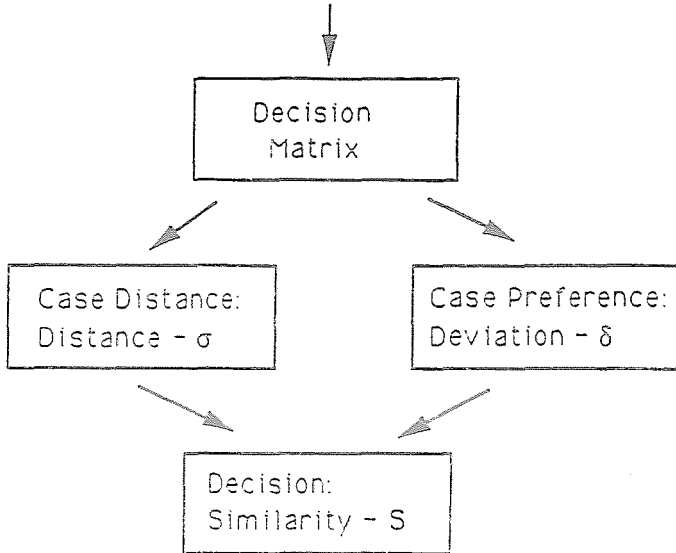 Decision
Matrix
Case Distance:
Distance - σ
Case Preference:
Deviation - δ
Decision:
Similarity - S